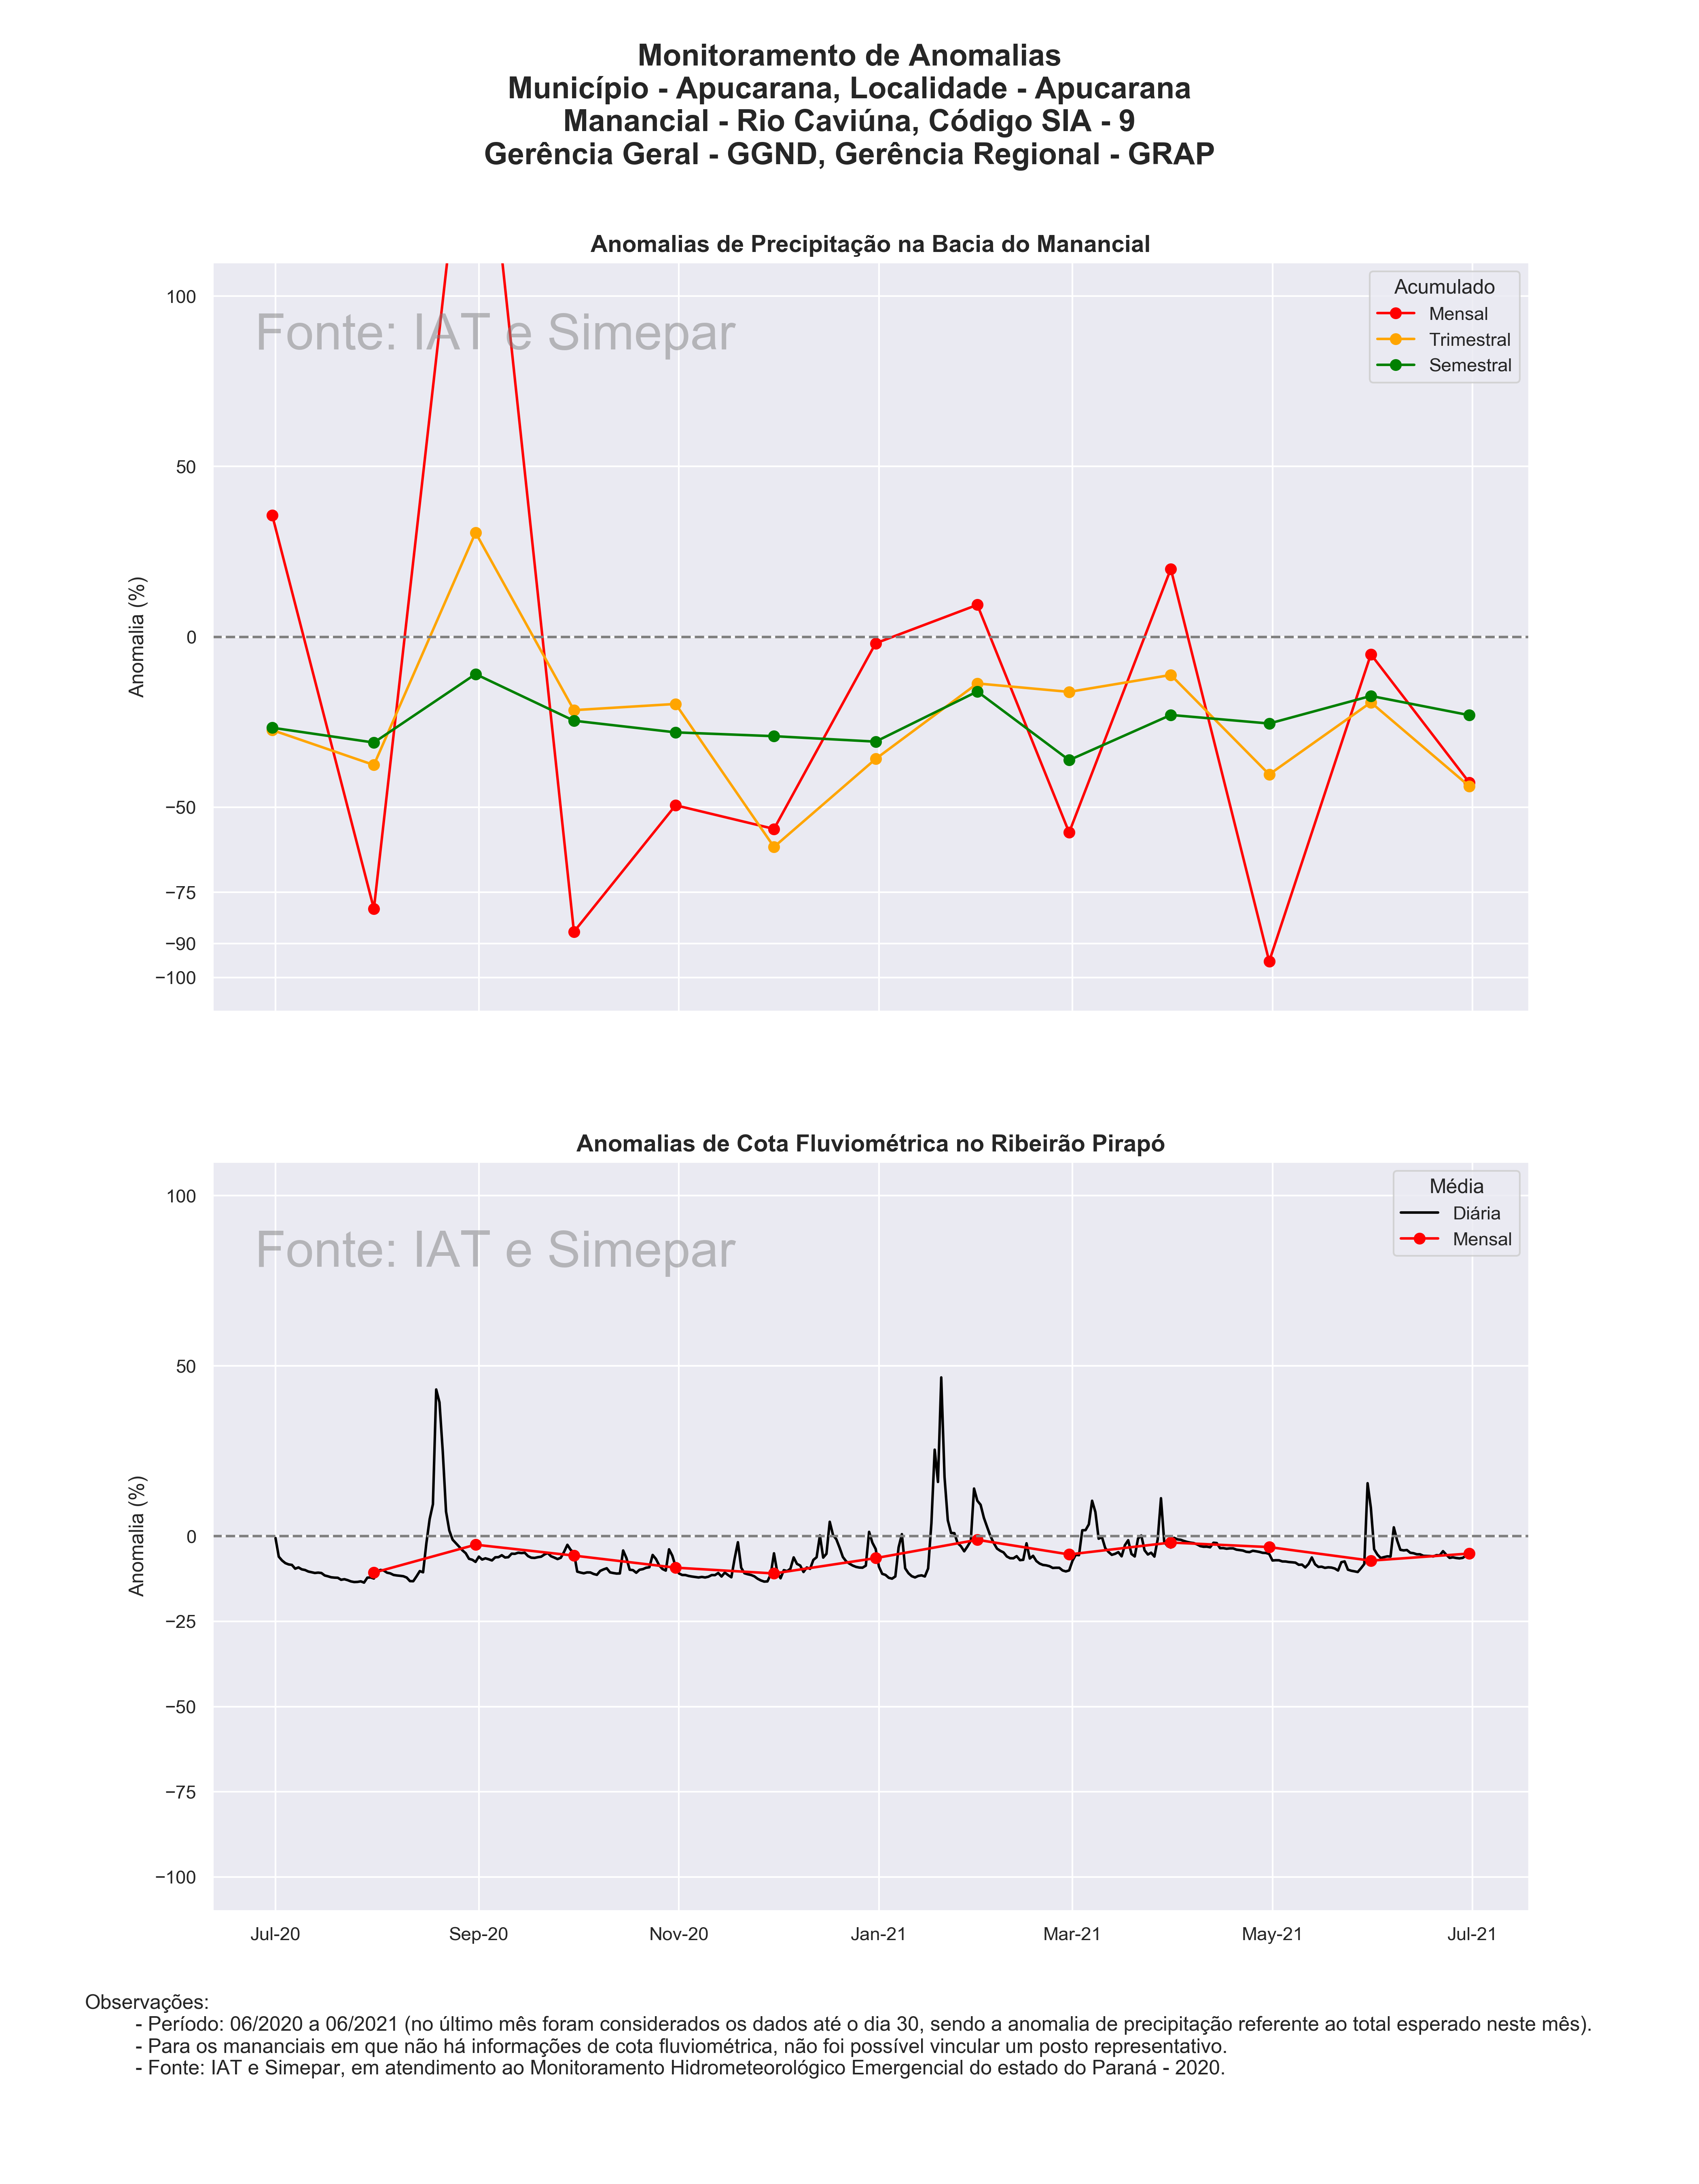 Monitoramento de Anomalias
Município - Apucarana, Localidade - Apucarana
Manancial - Rio Caviúna, Código SIA - 9
Gerência Geral - GGND, Gerência Regional - GRAP
Anomalias de Precipitação na Bacia do Manancial
Fonte: IAT e Simepar
Acumulado
Mensal
Trimestral
Semestral
Anomalia (%)
100
50
0
−50
−75
−90
−100
Anomalias de Cota Fluviométrica no Ribeirão Pirapó
Fonte: IAT e Simepar
Média
Diária
Mensal
Anomalia (%)
100
50
0
−25
−50
−75
−100
Jul-20 Sep-20 Nov-20 Jan-21 Mar-21 May-21 Jul-21
Observações:
- Período: 06/2020 a 06/2021 (no último mês foram considerados os dados até o dia 30, sendo a anomalia de precipitação referente ao total esperado neste mês).
- Para os mananciais em que não há informações de cota fluviométrica, não foi possível vincular um posto representativo.
- Fonte: IAT e Simepar, em atendimento ao Monitoramento Hidrometeorológico Emergencial do estado do Paraná - 2020.